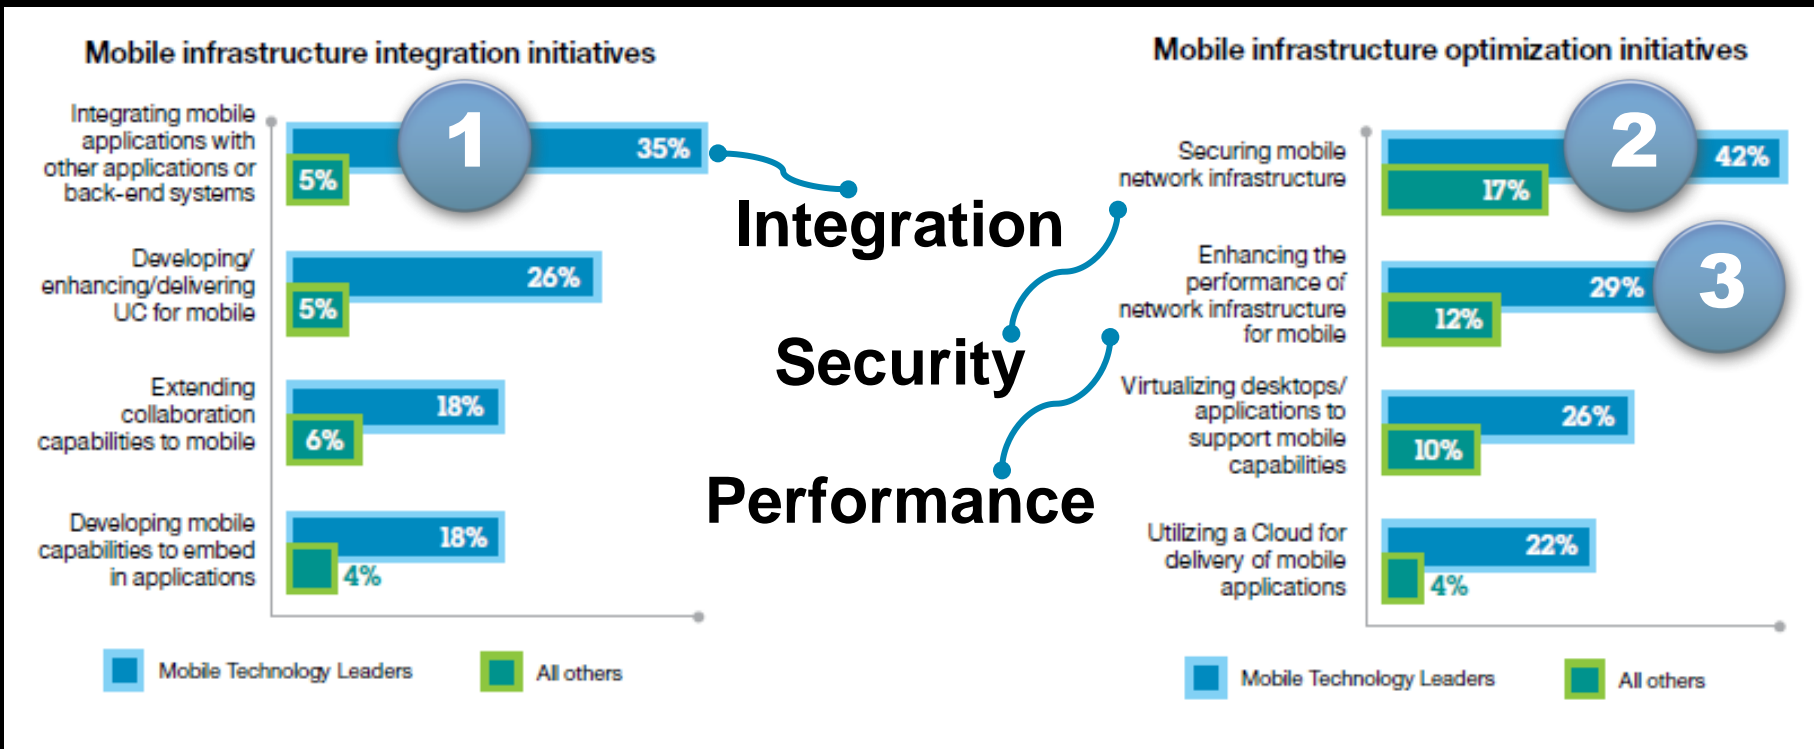 Mobile infrastructure integration initiatives
Integrating mobile
applications with
other applications or
back-end systems
1
35%
5%
Developing/
enhancing/delivering
UC for mobile
26%
5%
Extending
collaboration
capabilities to mobile
18%
6%
Developing mobile
capabilities to embed
in applications
18%
4%
Mobile Technology Leaders
All others
Integration
Security
Performance
Mobile infrastructure optimization initiatives
Securing mobile
network infrastructure
2
42%
17%
Enhancing the
performance of
network infrastructure
for mobile
29%
3
12%
Virtualizing desktops/
applications to
support mobile
capabilities
26%
10%
Utilizing a Cloud for
delivery of mobile
applications
22%
4%
Mobile Technology Leaders
All others